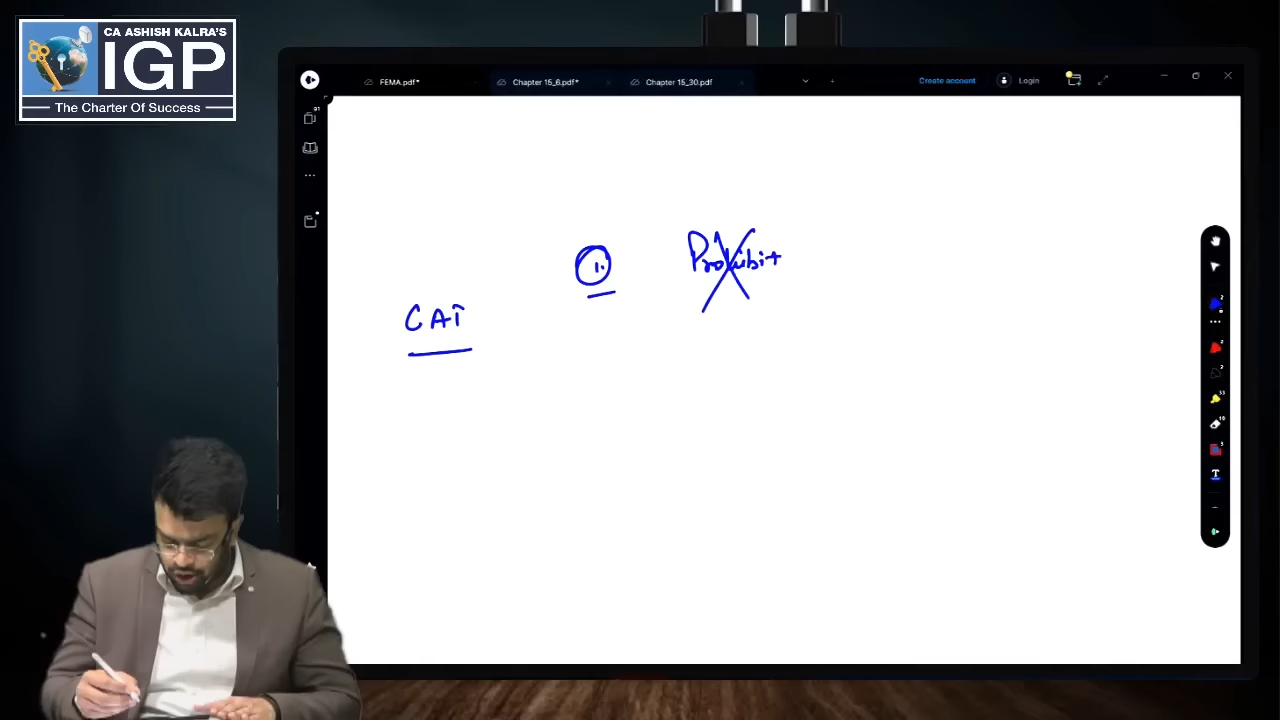 CA ASHISH KALRA'S
IGP
The Charter Of Success
FEMA.pdf*
Chapter 15_6.pdf*
Chapter 15_30.pdf
Create account
Login
1.
Prohibit
CAT
T